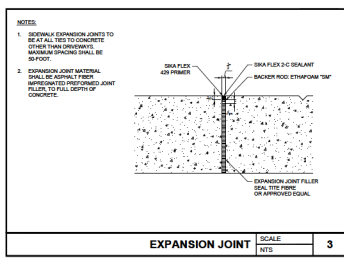 NOTES:
1. SIDEWALK EXPANSION JOINTS TO
BE AT ALL TIES TO CONCRETE
OTHER THAN DRIVEWAYS.
MAXIMUM SPACING SHALL BE
50-FOOT.
2. EXPANSION JOINT MATERIAL
SHALL BE ASPHALT FIBER
IMPREGNATED PREFORMED JOINT
FILLER, TO FULL DEPTH OF
CONCRETE.
SIKA FLEX
429 PRIMER
SIKA FLEX 2-C SEALANT
BACKER ROD: ETHAFOAM "SM"
EXPANSION JOINT FILLER
SEAL TITE FIBRE
OR APPROVED EQUAL
EXPANSION JOINT
SCALE
NTS
3